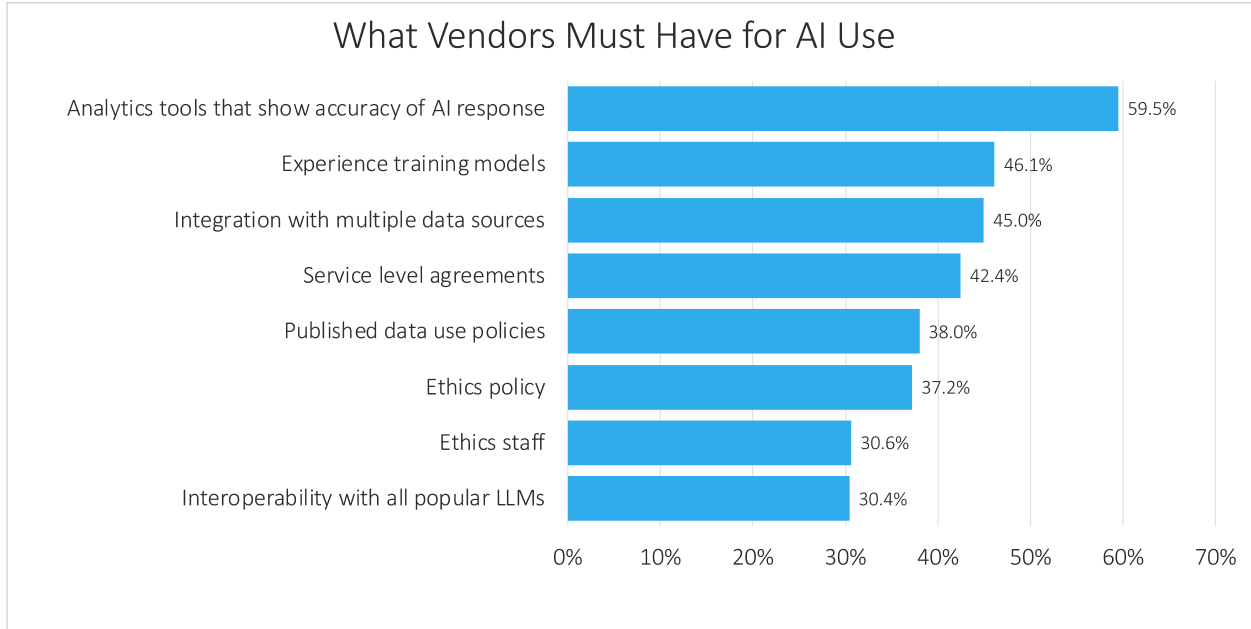 What Vendors Must Have for AI Use
Analytics tools that show accuracy of AI response 59.5%
Experience training models 46.1%
Integration with multiple data sources 45.0%
Service level agreements 42.4%
Published data use policies 38.0%
Ethics policy 37.2%
Ethics staff 30.6%
Interoperability with all popular LLMs 30.4%
0% 10% 20% 30% 40% 50% 60% 70%